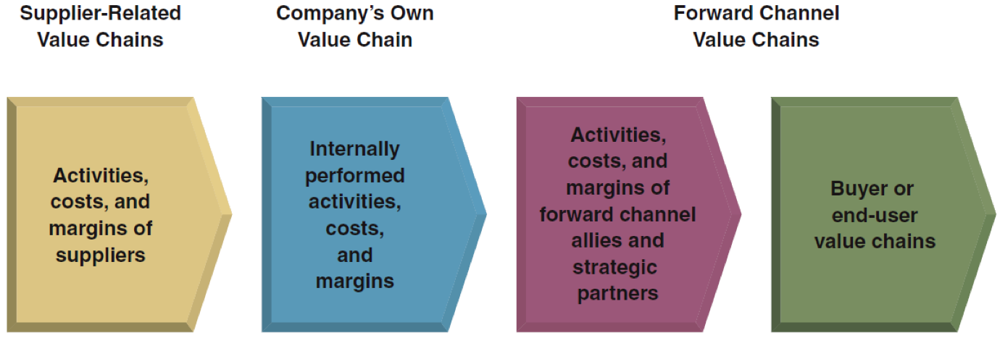 Supplier-Related
Value Chains
Company’s Own
Value Chain
Forward Channel
Value Chains
Activities,
costs, and
margins of
suppliers
Internally
performed
activities,
costs,
and
margins
Activities,
costs, and
margins of
forward channel
allies and
strategic
partners
Buyer or
end-user
value chains